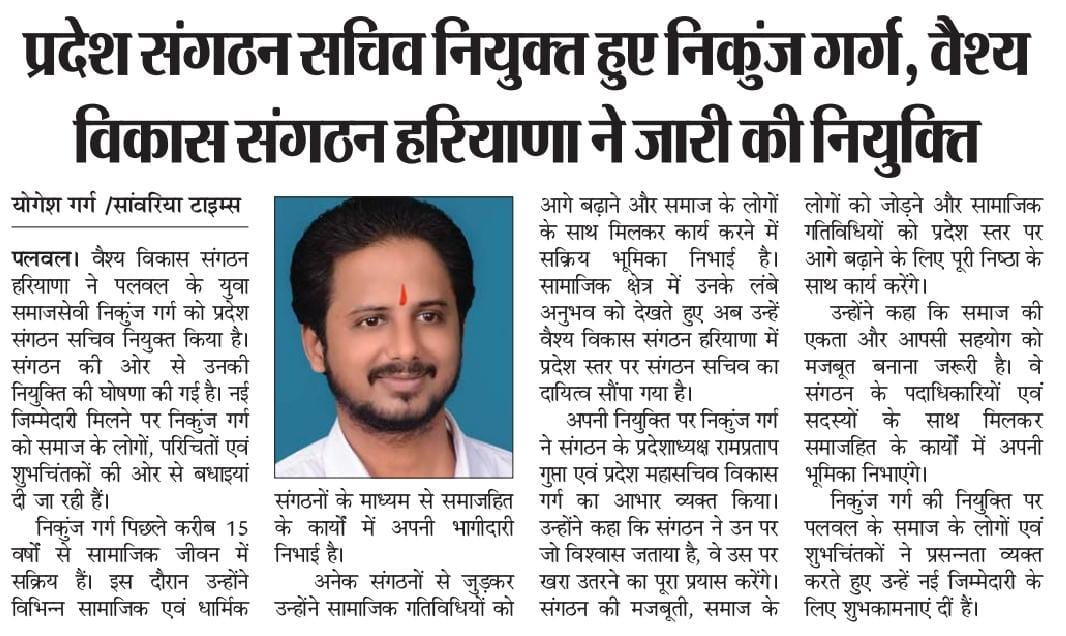 प्रदेश संगठन सचिव नियुक्त हुए निकुंज गर्ग, वैश्य
विकास संगठन हरियाणा ने जारी की नियुक्ति
योगेश गर्ग /सांवरिया टाइम्स
पलवल। वैश्य विकास संगठन
हरियाणा ने पलवल के युवा
समाजसेवी निकुंज गर्ग को प्रदेश
संगठन सचिव नियुक्त किया है।
संगठन की ओर से उनकी
नियुक्ति की घोषणा की गई है। नई
जिम्मेदारी मिलने पर निकुंज गर्ग
को समाज के लोगों, परिचितों एवं
शुभचिंतकों की ओर से बधाइयां
दी जा रही हैं।
निकुंज गर्ग पिछले करीब 15
वर्षों से सामाजिक जीवन में
सक्रिय हैं। इस दौरान उन्होंने
विभिन्न सामाजिक एवं धार्मिक
संगठनों के माध्यम से समाजहित
के कार्यों में अपनी भागीदारी
निभाई है।
अनेक संगठनों से जुड़कर
उन्होंने सामाजिक गतिविधियों को
आगे बढ़ाने और समाज के लोगों
के साथ मिलकर कार्य करने में
सक्रिय भूमिका निभाई है।
सामाजिक क्षेत्र में उनके लंबे
अनुभव को देखते हुए अब उन्हें
वैश्य विकास संगठन हरियाणा में
प्रदेश स्तर पर संगठन सचिव का
दायित्व सौंपा गया है।
अपनी नियुक्ति पर निकुंज गर्ग
ने संगठन के प्रदेशाध्यक्ष रामप्रताप
गुप्ता एवं प्रदेश महासचिव विकास
गर्ग का आभार व्यक्त किया।
उन्होंने कहा कि संगठन ने उन पर
जो विश्वास जताया है, वे उस पर
खरा उतरने का पूरा प्रयास करेंगे।
संगठन की मजबूती, समाज के
लोगों को जोड़ने और सामाजिक
गतिविधियों को प्रदेश स्तर पर
आगे बढ़ाने के लिए पूरी निष्ठा के
साथ कार्य करेंगे।
उन्होंने कहा कि समाज की
एकता और आपसी सहयोग को
मजबूत बनाना जरूरी है। वे
संगठन के पदाधिकारियों एवं
सदस्यों के साथ मिलकर
समाजहित के कार्यों में अपनी
भूमिका निभाएंगे।
निकुंज गर्ग की नियुक्ति पर
पलवल के समाज के लोगों एवं
शुभचिंतकों ने प्रसन्नता व्यक्त
करते हुए उन्हें नई जिम्मेदारी के
लिए शुभकामनाएं दीं हैं।